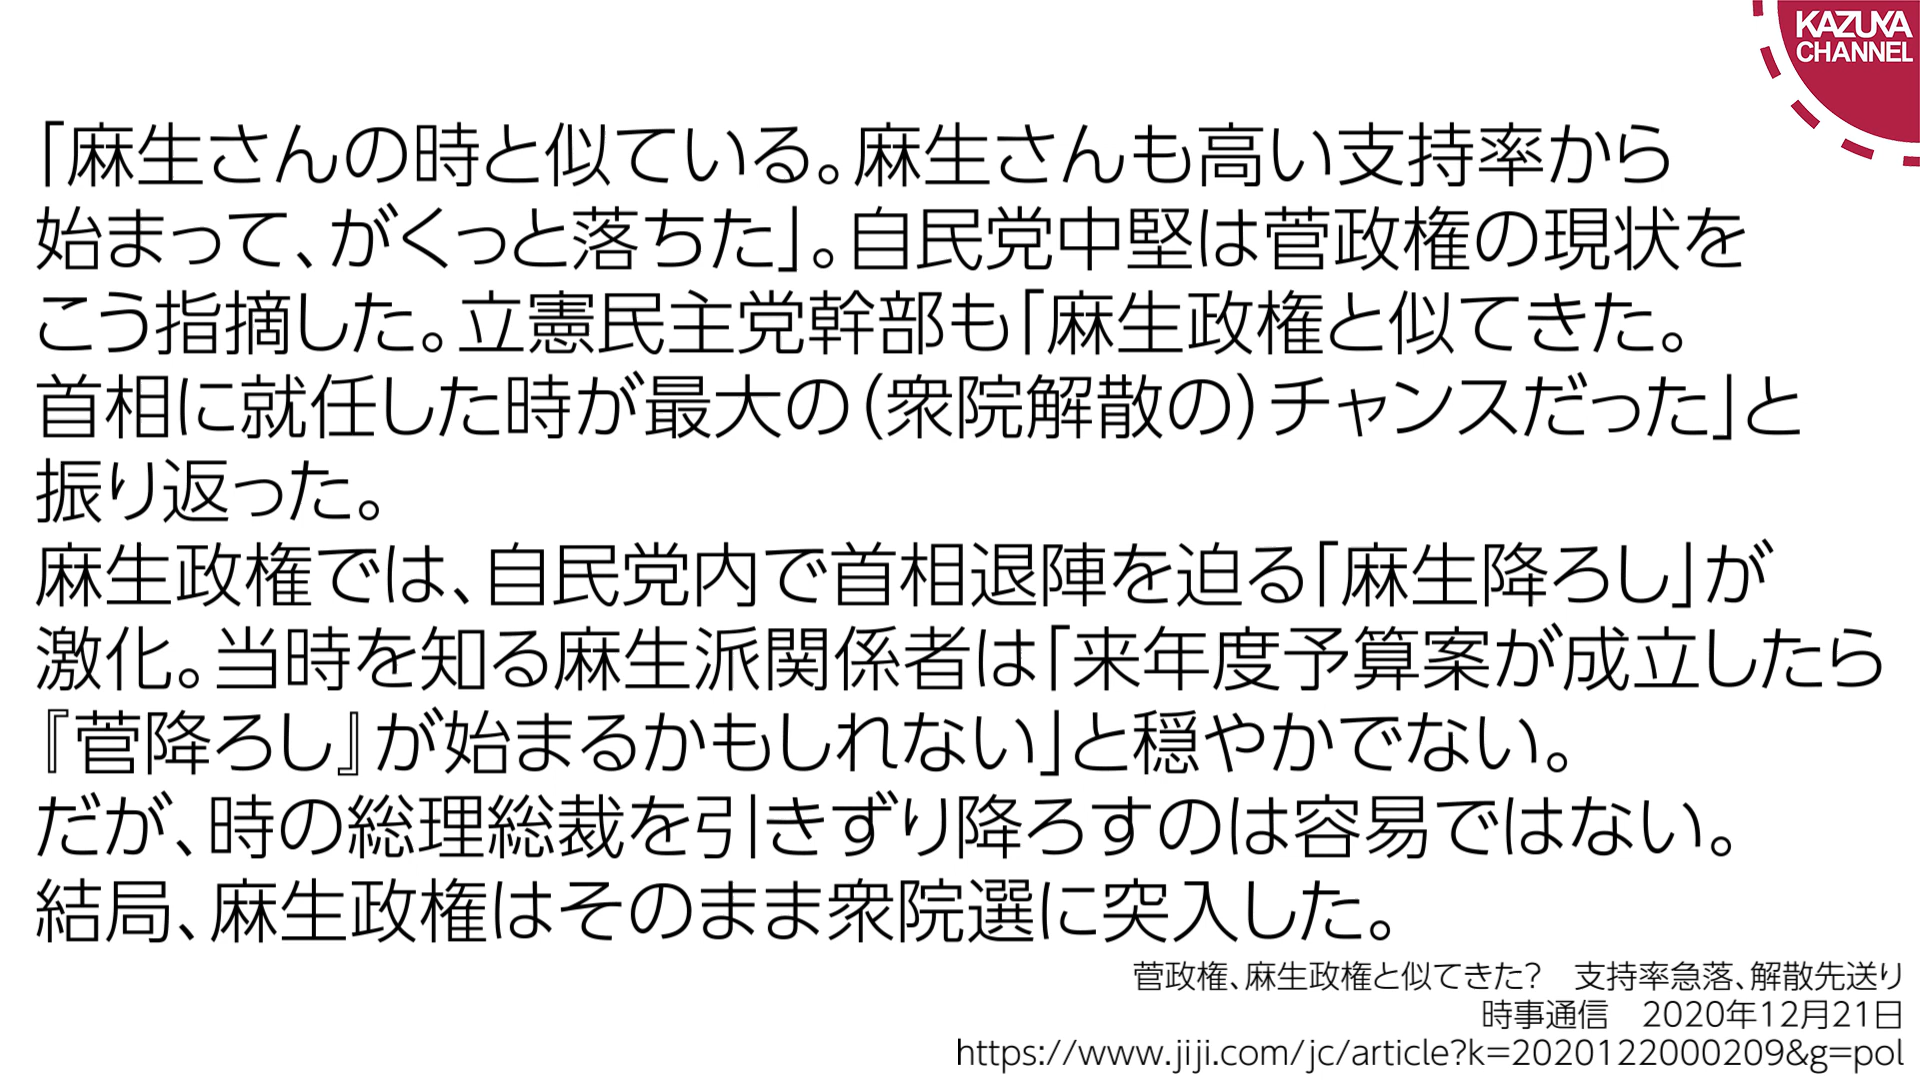 KAZUYA
CHANNEL
「麻生さんの時と似ている。麻生さんも高い支持率から
始まって、がくっと落ちた」。自民党中堅は菅政権の現状を
こう指摘した。立憲民主党幹部も「麻生政権と似てきた。
首相に就任した時が最大の(衆院解散の)チャンスだった」と
振り返った。
麻生政権では、自民党内で首相退陣を迫る「麻生降ろし」が
激化。当時を知る麻生派関係者は「来年度予算案が成立したら
『菅降ろし』が始まるかもしれない」と穏やかでない。
だが、時の総理総裁を引きずり降ろすのは容易ではない。
結局、麻生政権はそのまま衆院選に突入した。
菅政権、麻生政権と似てきた?　支持率急落、解散先送り
時事通信　2020年12月21日
https://www.jiji.com/jc/article?k=2020122000209&g=pol